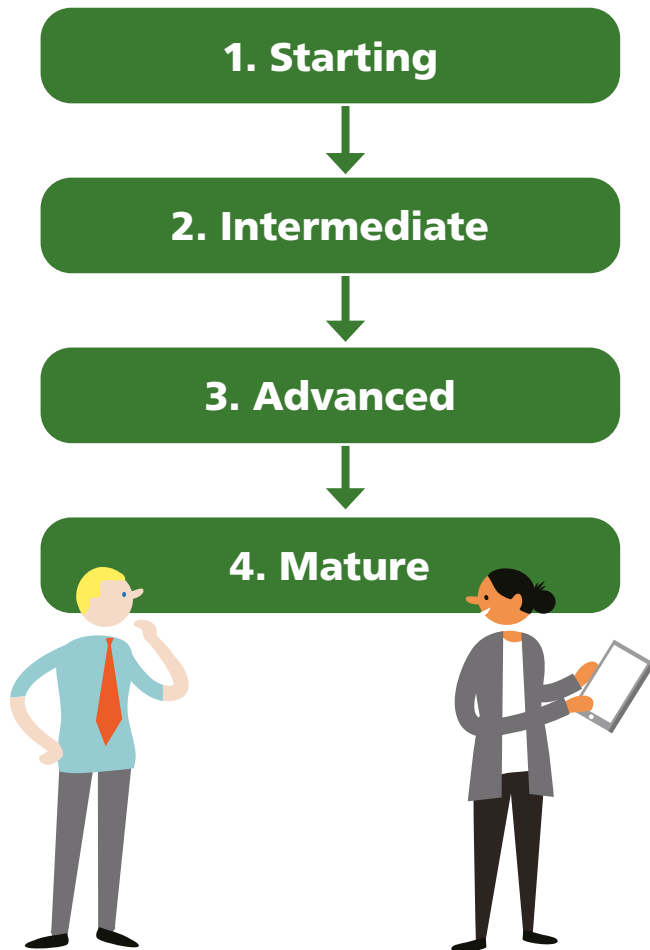 1. Starting
2. Intermediate
3. Advanced
4. Mature